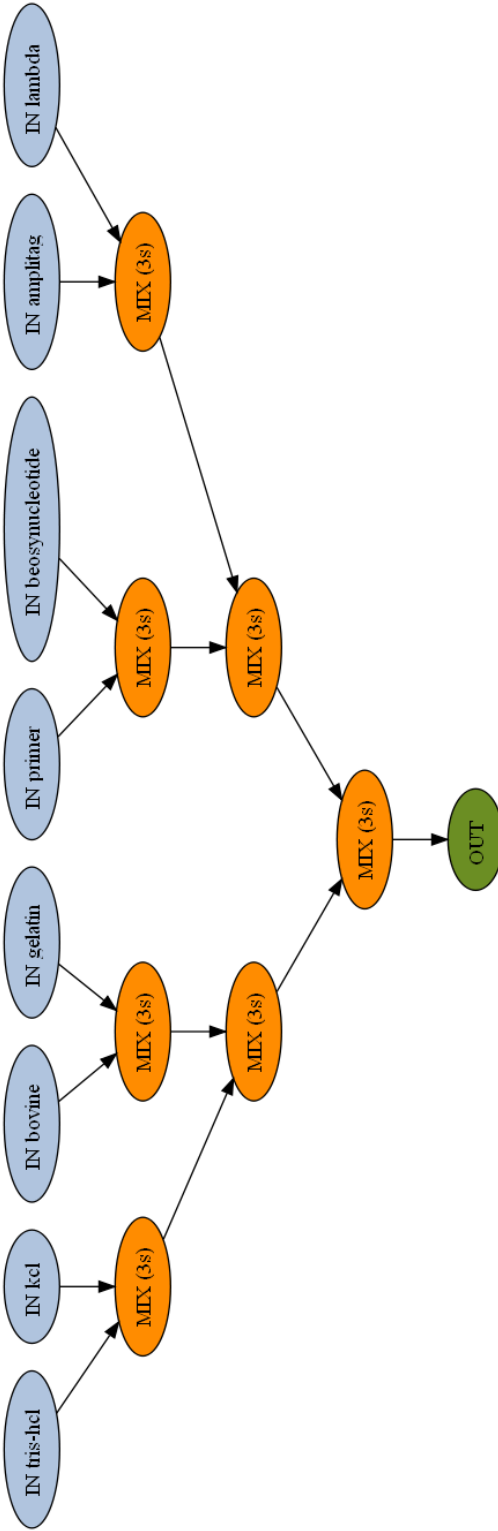 IN tris-hcl
IN kcl
IN bovine
IN gelatin
IN primer
IN beosynucleotide
IN amplitag
IN lambda
MIX (3s)
MIX (3s)
MIX (3s)
MIX (3s)
MIX (3s)
MIX (3s)
MIX (3s)
OUT